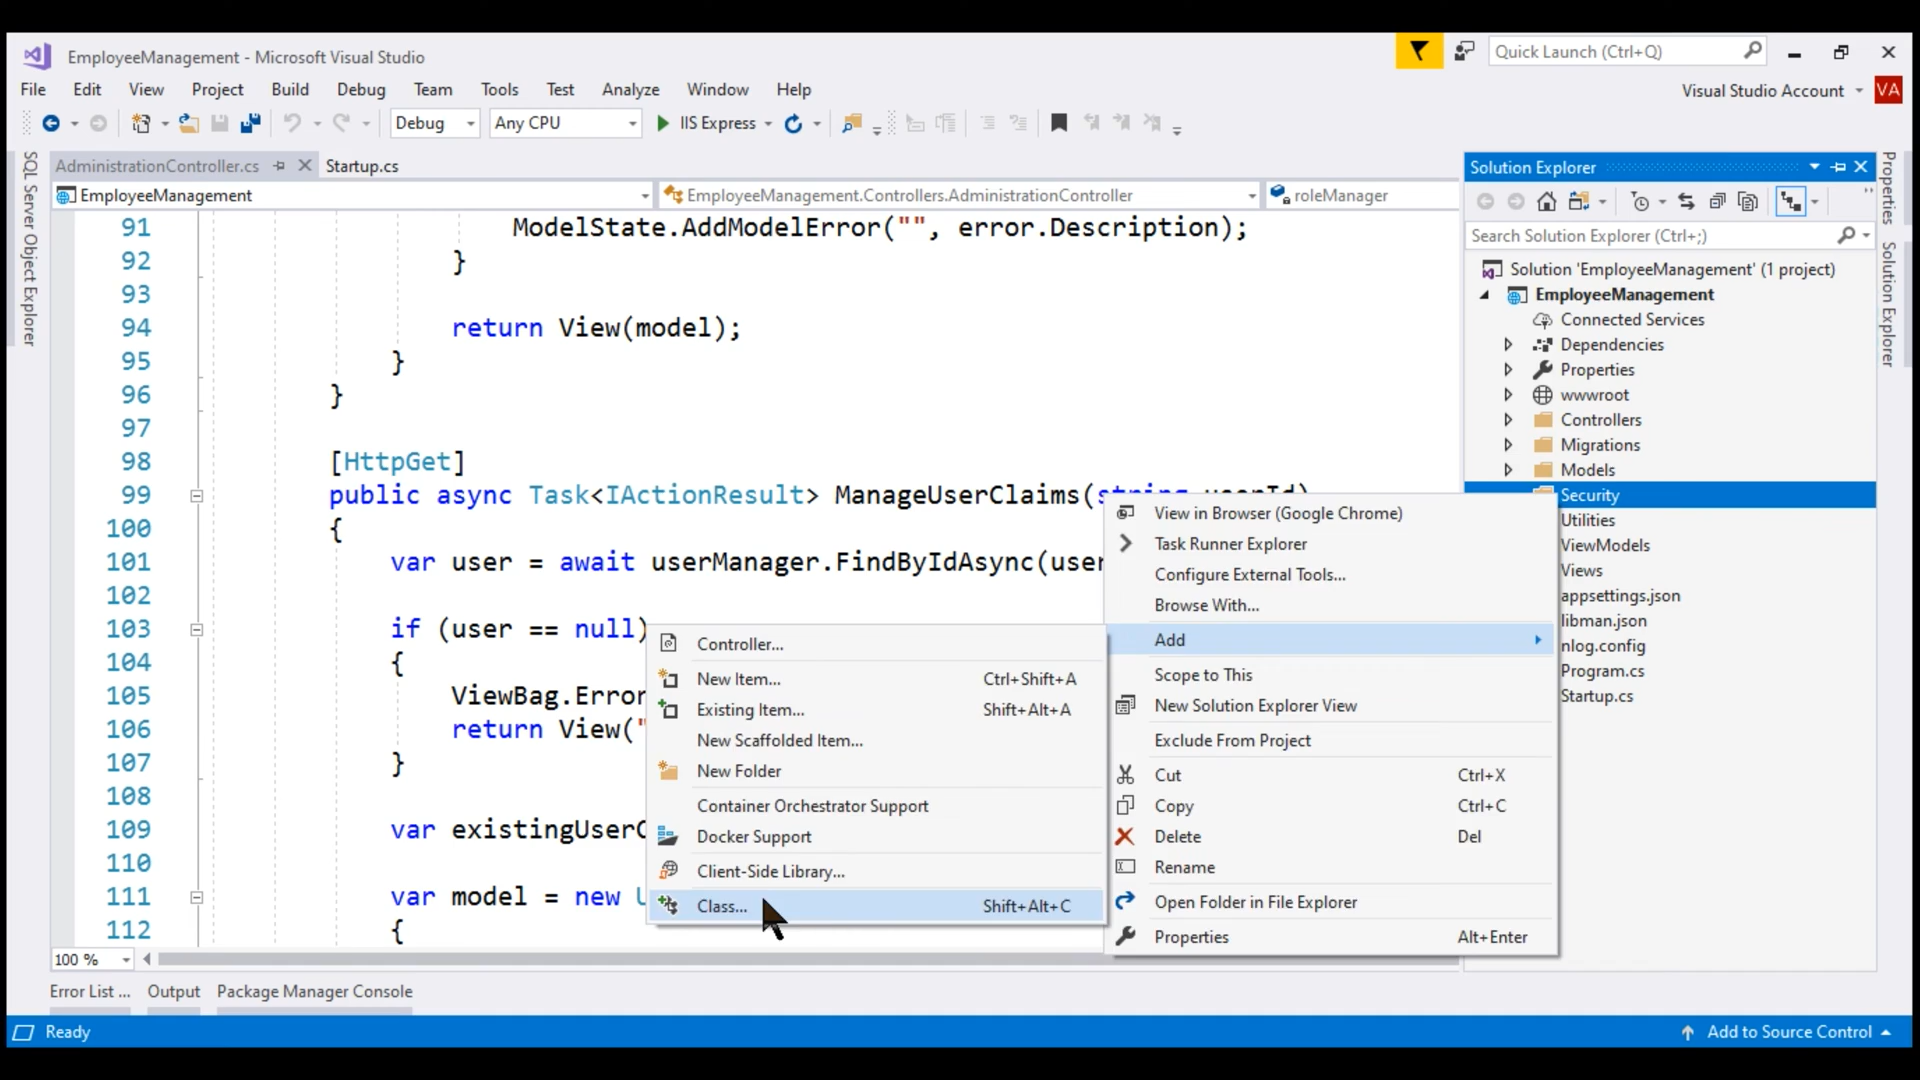 EmployeeManagement - Microsoft Visual Studio
Quick Launch (Ctrl+Q)
File Edit View Project Build Debug Team Tools Test Analyze Window Help
Visual Studio Account VA
Debug Any CPU IIS Express
SQL Server Object Explorer
AdministrationController.cs Startup.cs
EmployeeManagement EmployeeManagement.Controllers.AdministrationController roleManager
91 ModelState.AddModelError("", error.Description);
92 }
93
94 return View(model);
95 }
96 }
97
98 [HttpGet]
99 public async Task<IActionResult> ManageUserClaims(string userId)
100 {
101 var user = await userManager.FindByIdAsync(user
102
103 if (user == null)
104 {
105 ViewBag.Error
106 return View("
107 }
108
109 var existingUserC
110
111 var model = new U
112 {
100 %
Controller...
New Item... Ctrl+Shift+A
Existing Item... Shift+Alt+A
New Scaffolded Item...
New Folder
Container Orchestrator Support
Docker Support
Client-Side Library...
Class... Shift+Alt+C
View in Browser (Google Chrome)
Task Runner Explorer
Configure External Tools...
Browse With...
Add
Scope to This
New Solution Explorer View
Exclude From Project
Cut Ctrl+X
Copy Ctrl+C
Delete Del
Rename
Open Folder in File Explorer
Properties Alt+Enter
Solution Explorer
Search Solution Explorer (Ctrl+;)
Solution 'EmployeeManagement' (1 project)
EmployeeManagement
Connected Services
Dependencies
Properties
wwwroot
Controllers
Migrations
Models
Security
Utilities
ViewModels
Views
appsettings.json
libman.json
nlog.config
Program.cs
Startup.cs
Properties
Solution Explorer
Error List ... Output Package Manager Console
Ready
Add to Source Control